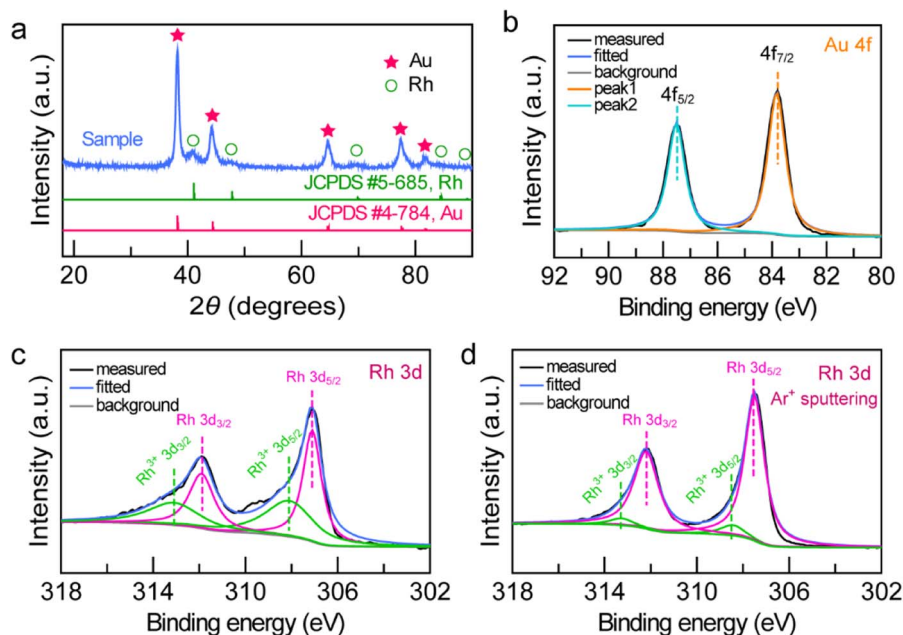 a
Intensity (a.u.)
Au
Rh
Sample
JCPDS #5-685, Rh
JCPDS #4-784, Au
20 40 60 80
2θ (degrees)
b
Intensity (a.u.)
measured
fitted
background
peak1
peak2
Au 4f
4f7/2
4f5/2
92 90 88 86 84 82 80
Binding energy (eV)
c
Intensity (a.u.)
measured
fitted
background
Rh 3d
Rh 3d5/2
Rh 3d3/2
Rh3+ 3d5/2
Rh3+ 3d3/2
318 314 310 306 302
Binding energy (eV)
d
Intensity (a.u.)
measured
fitted
background
Rh 3d
Ar+ sputtering
Rh 3d5/2
Rh 3d3/2
Rh3+ 3d5/2
Rh3+ 3d3/2
318 314 310 306 302
Binding energy (eV)